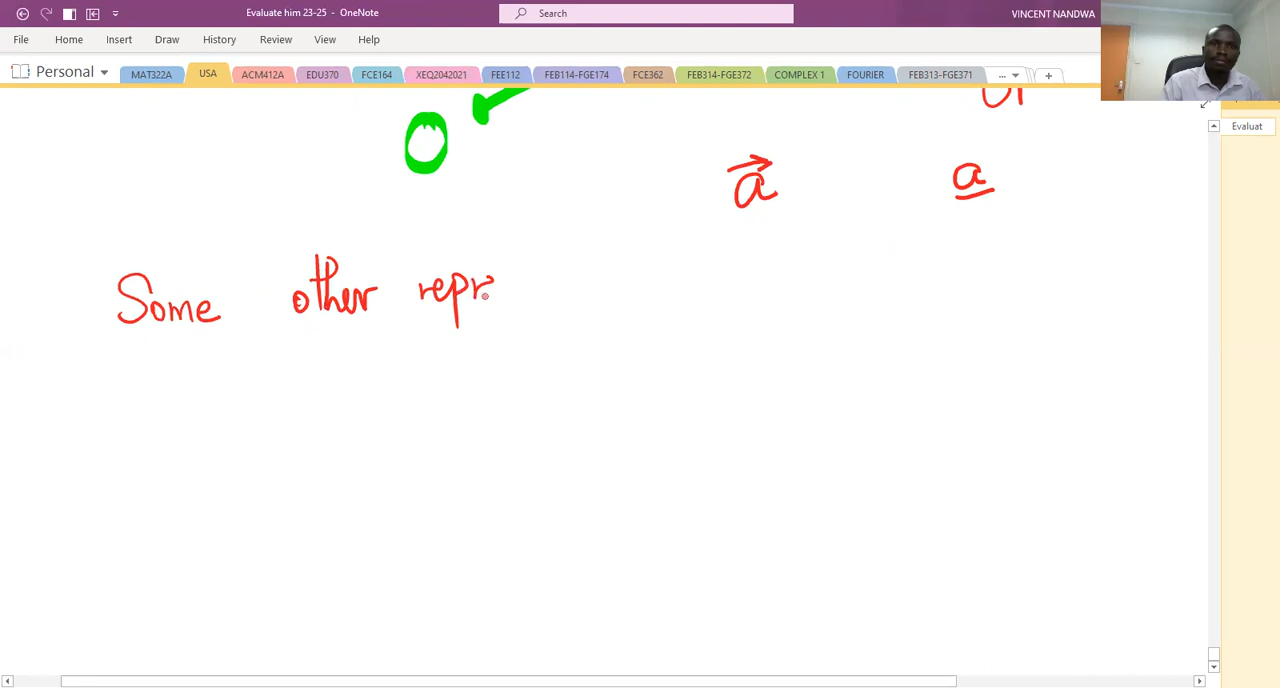 Evaluate him 23-25 - OneNote
Search
VINCENT NANDWA
File Home Insert Draw History Review View Help
Personal MAT322A USA ACM412A EDU370 FCE164 XEQ2042021 FEE112 FEB114-FGE174 FCE362 FEB314-FGE372 COMPLEX 1 FOURIER FEB313-FGE371 ...
Evaluat
a a
Some other repr